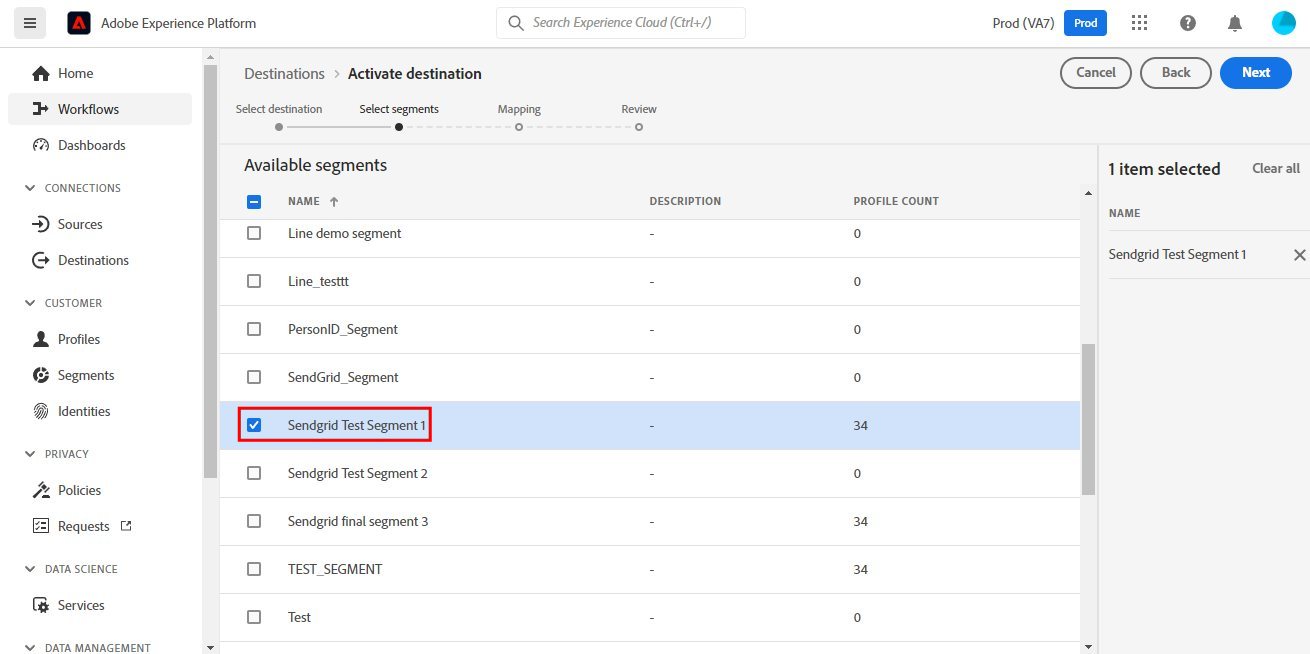 Adobe Experience Platform
Search Experience Cloud (Ctrl+/)
Prod (VA7)
Prod
Home
Workflows
Dashboards
CONNECTIONS
Sources
Destinations
CUSTOMER
Profiles
Segments
Identities
PRIVACY
Policies
Requests
DATA SCIENCE
Services
DATA MANAGEMENT
Destinations > Activate destination
Cancel
Back
Next
Select destination
Select segments
Mapping
Review
Available segments
NAME DESCRIPTION PROFILE COUNT
Line demo segment - 0
Line_testtt - 0
PersonID_Segment - 0
SendGrid_Segment - 0
Sendgrid Test Segment 1 - 34
Sendgrid Test Segment 2 - 0
Sendgrid final segment 3 - 34
TEST_SEGMENT - 34
Test - 0
1 item selected
Clear all
NAME
Sendgrid Test Segment 1